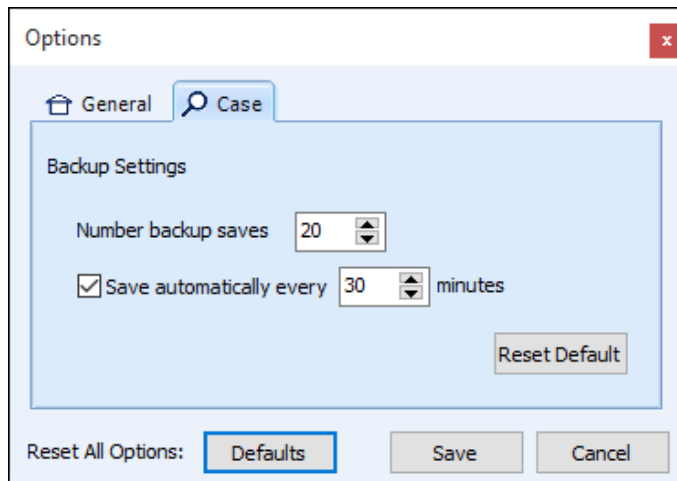 Options
x
General Case
Backup Settings
Number backup saves 20
Save automatically every 30 minutes
Reset Default
Reset All Options: Defaults Save Cancel